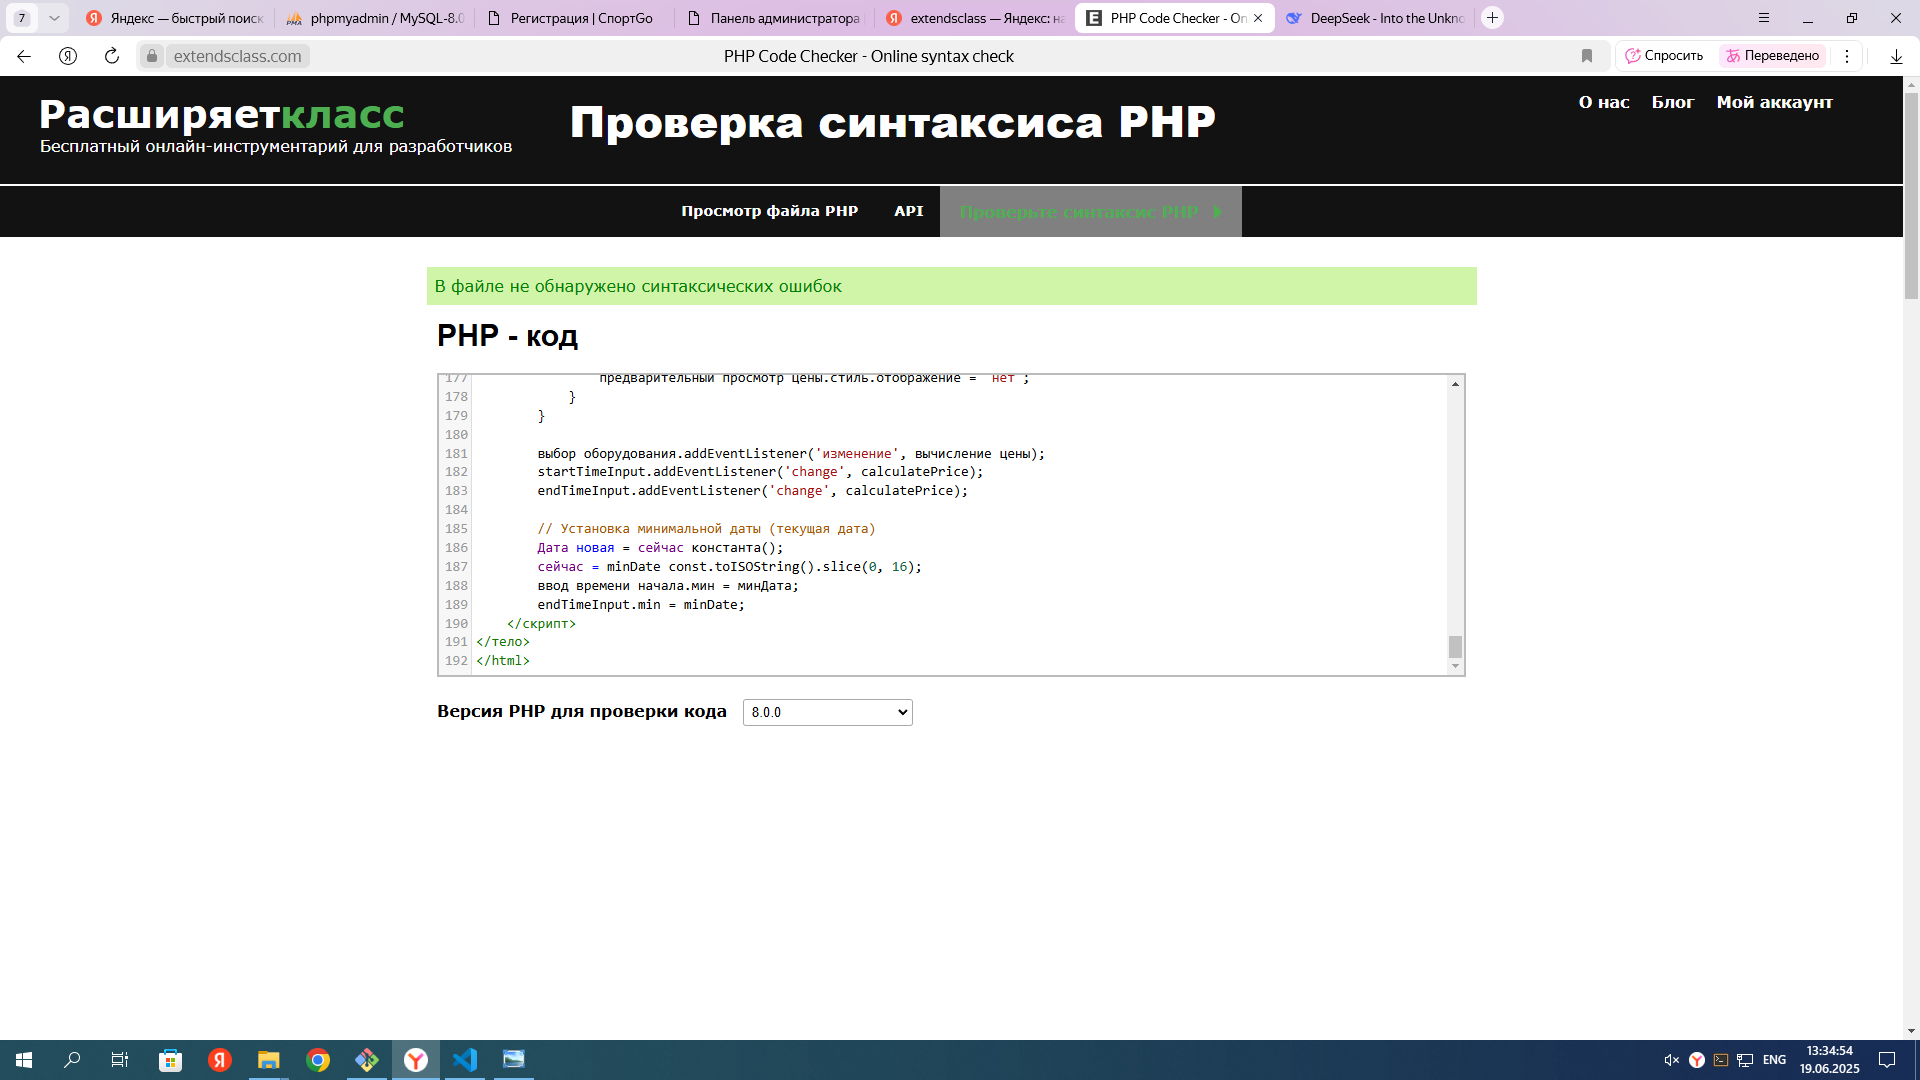 7
Яндекс — быстрый поиск
phpmyadmin / MySQL-8.0
Регистрация | СпортGo
Панель администратора
extendsclass — Яндекс: на
PHP Code Checker - On
DeepSeek - Into the Unkno
extendsclass.com
PHP Code Checker - Online syntax check
Спросить
Переведено
Расширяеткласс
Бесплатный онлайн-инструментарий для разработчиков
Проверка синтаксиса PHP
О нас
Блог
Мой аккаунт
Просмотр файла PHP
API
Проверьте синтаксис PHP
В файле не обнаружено синтаксических ошибок
PHP - код
177 предварительный просмотр цены.стиль.отображение = 'нет';
178 }
179 }
180
181 выбор оборудования.addEventListener('изменение', вычисление цены);
182 startTimeInput.addEventListener('change', calculatePrice);
183 endTimeInput.addEventListener('change', calculatePrice);
184
185 // Установка минимальной даты (текущая дата)
186 Дата новая = сейчас константа();
187 сейчас = minDate const.toISOString().slice(0, 16);
188 ввод времени начала.мин = минДата;
189 endTimeInput.min = minDate;
190 </скрипт>
191 </тело>
192 </html>
Версия PHP для проверки кода
8.0.0
ENG
13:34:54
19.06.2025